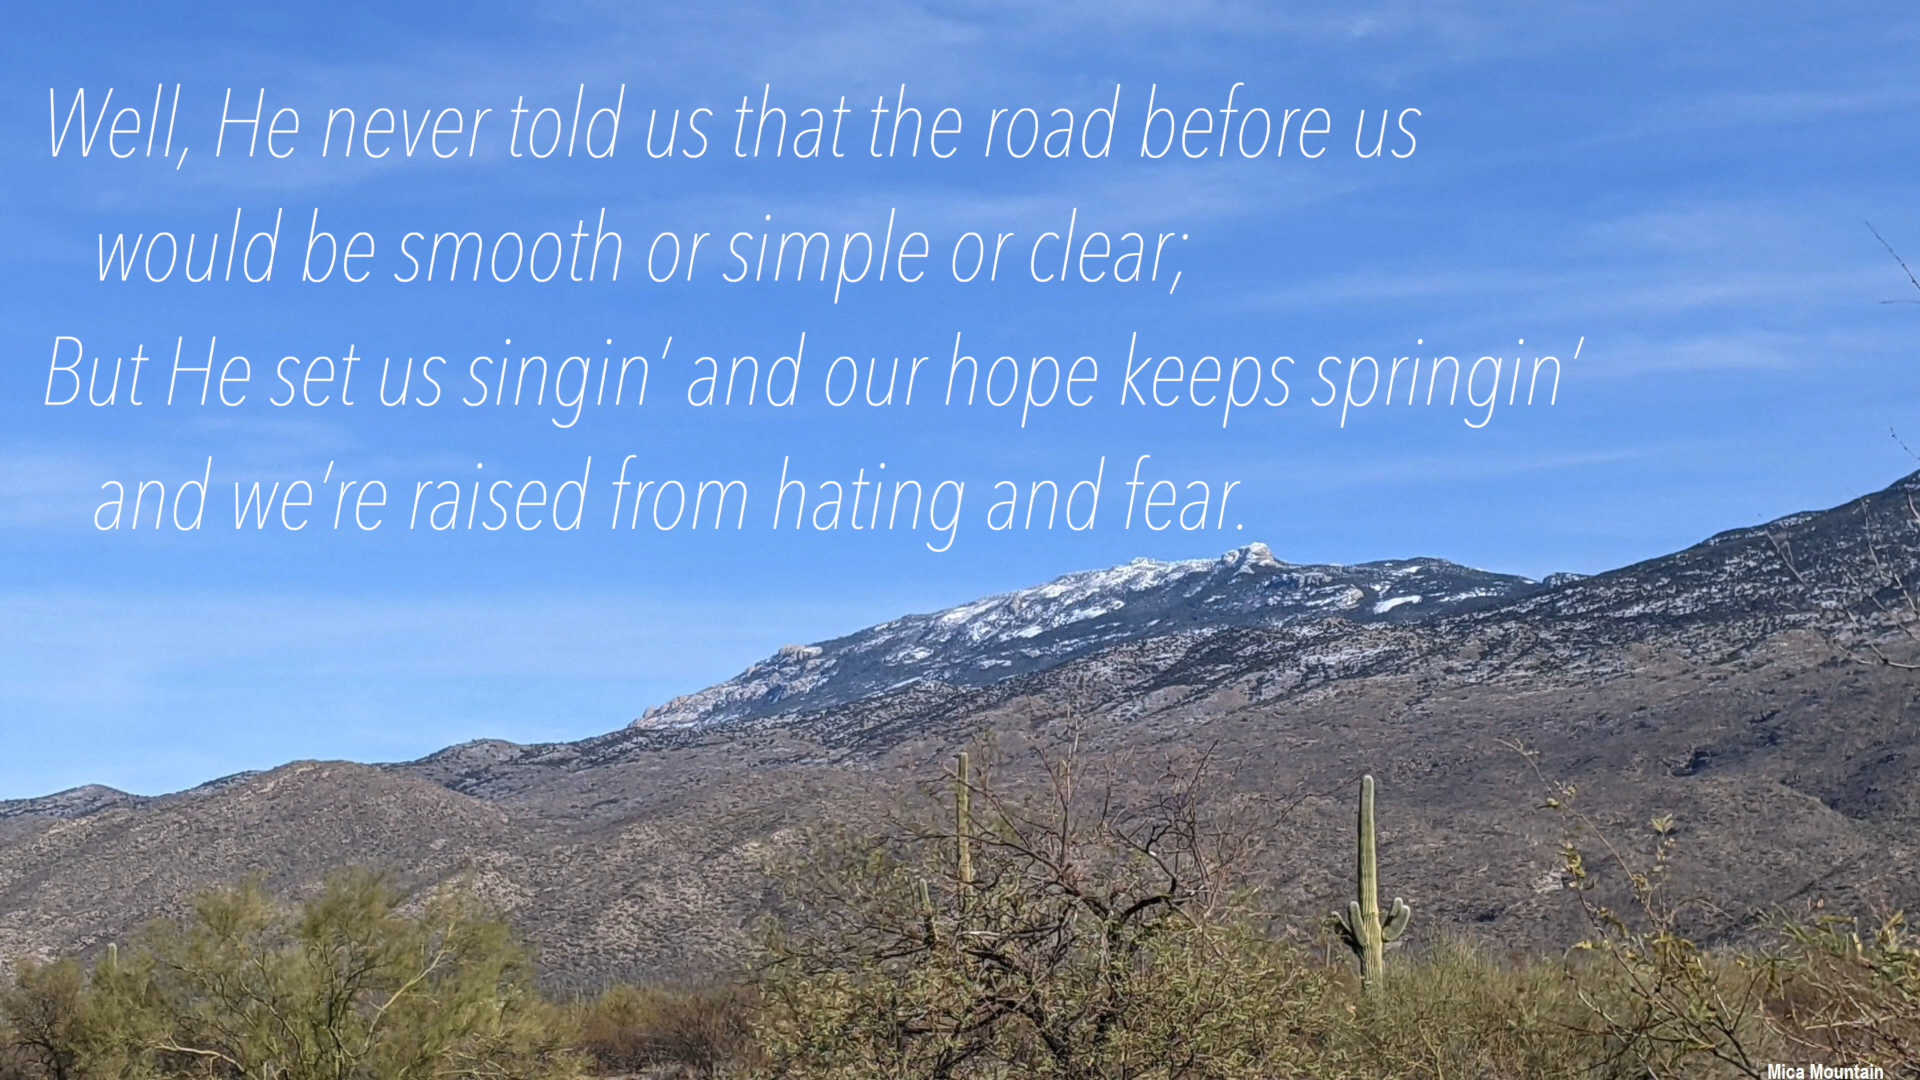 Well, He never told us that the road before us
would be smooth or simple or clear;
But He set us singin’ and our hope keeps springin’
and we’re raised from hating and fear.
Mica Mountain